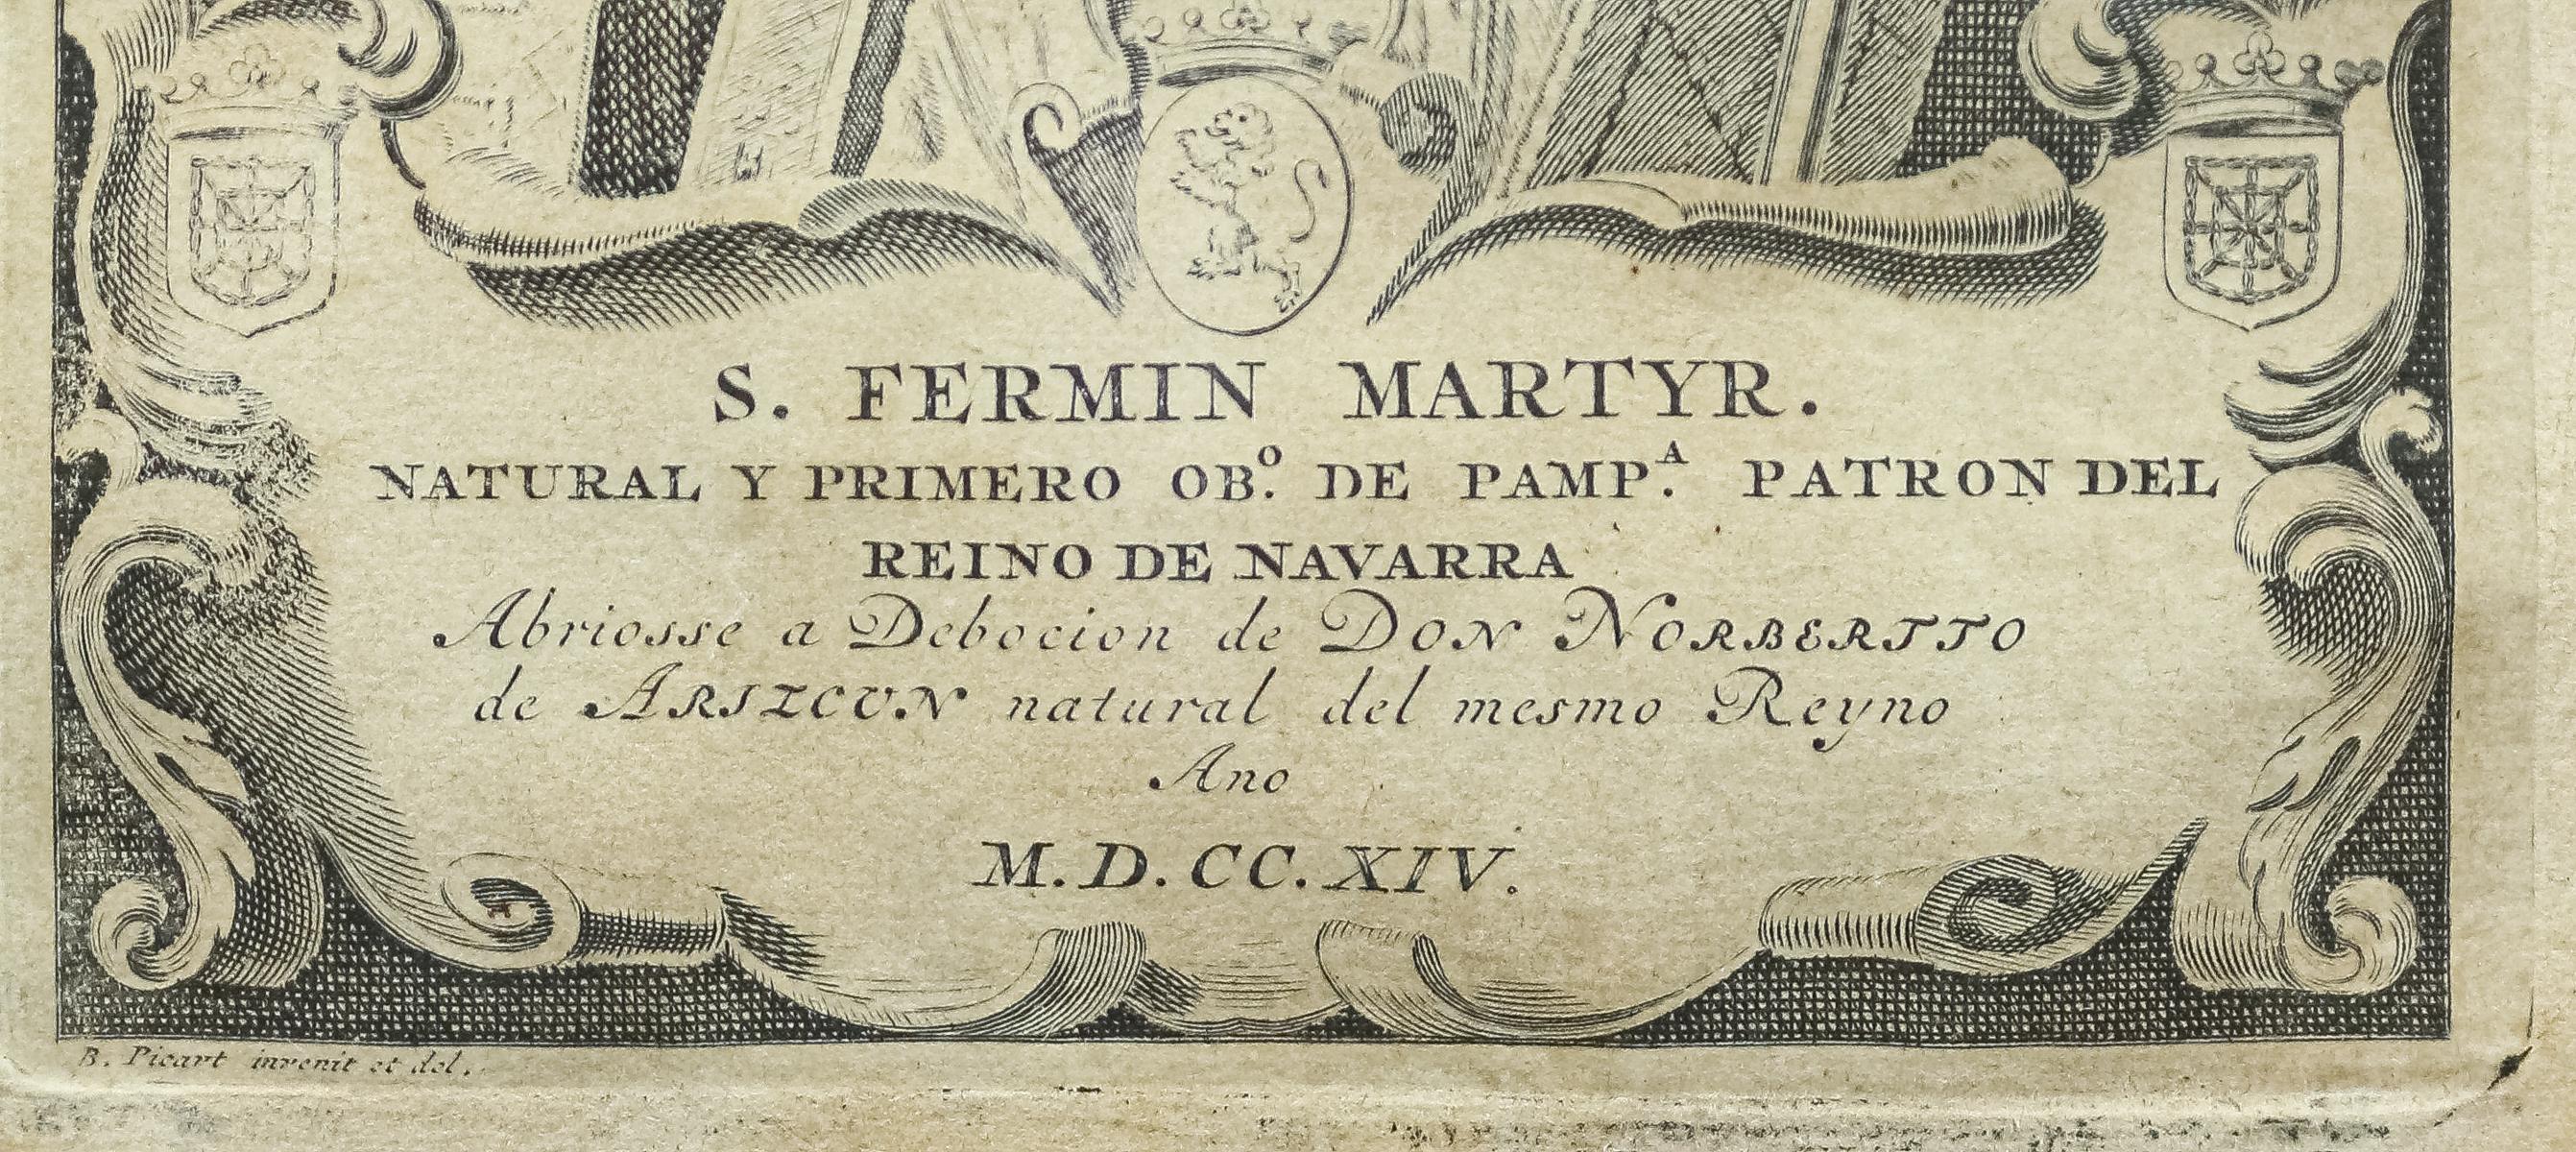 S. FERMIN MARTYR.
NATURAL Y PRIMERO OB.º DE PAMP.ᴬ PATRON DEL
REINO DE NAVARRA
Abriosse a Debocion de DON NORBERTTO
de ARIZCUN natural del mesmo Reyno
Ano
M.D.CC.XIV.
B. Picart invenit et del.